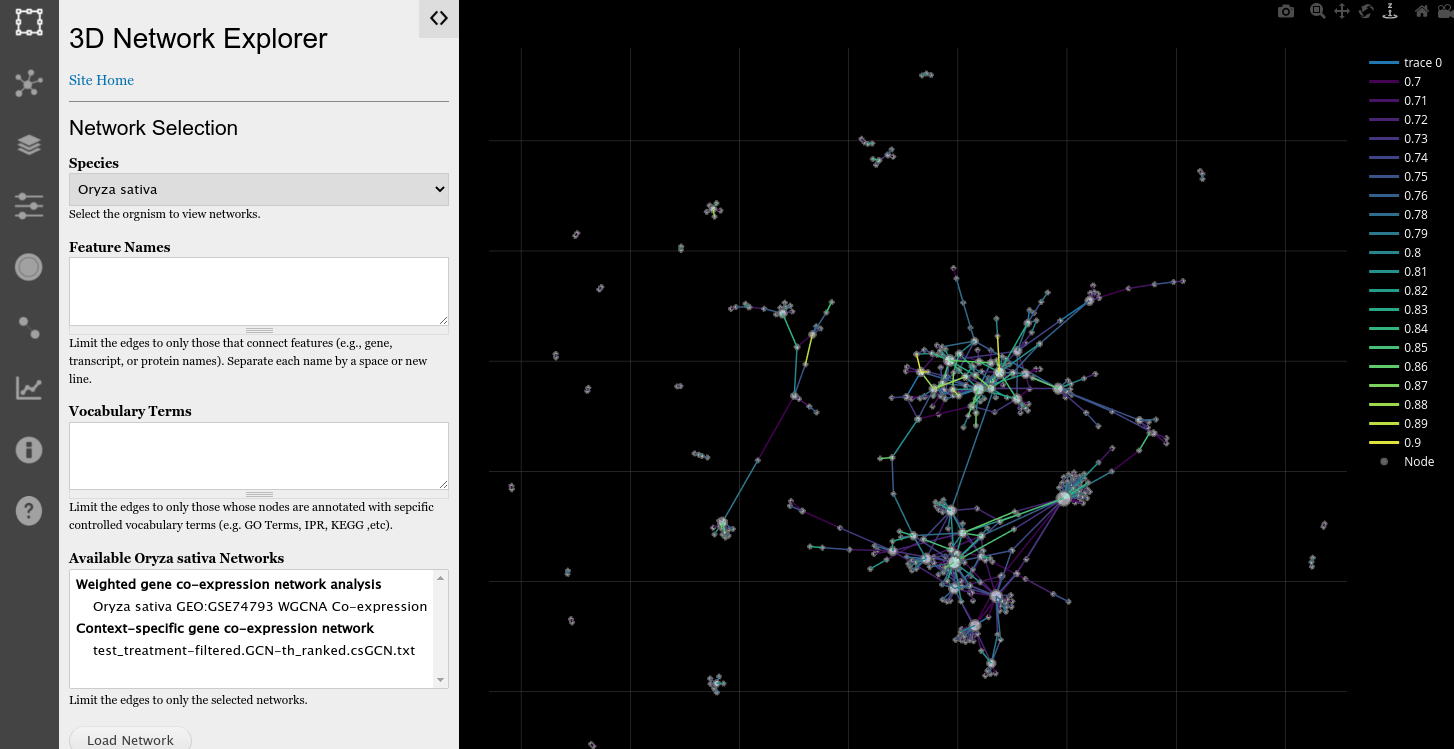 3D Network Explorer
Site Home
Network Selection
Species
Oryza sativa
Select the orgnism to view networks.
Feature Names
Limit the edges to only those that connect features (e.g., gene,
transcript, or protein names). Separate each name by a space or new
line.
Vocabulary Terms
Limit the edges to only those whose nodes are annotated with sepcific
controlled vocabulary terms (e.g. GO Terms, IPR, KEGG ,etc).
Available Oryza sativa Networks
Weighted gene co-expression network analysis
Oryza sativa GEO:GSE74793 WGCNA Co-expression
Context-specific gene co-expression network
test_treatment-filtered.GCN-th_ranked.csGCN.txt
Limit the edges to only the selected networks.
Load Network
trace 0
0.7
0.71
0.72
0.73
0.74
0.75
0.76
0.78
0.79
0.8
0.81
0.82
0.83
0.84
0.85
0.86
0.87
0.88
0.89
0.9
Node